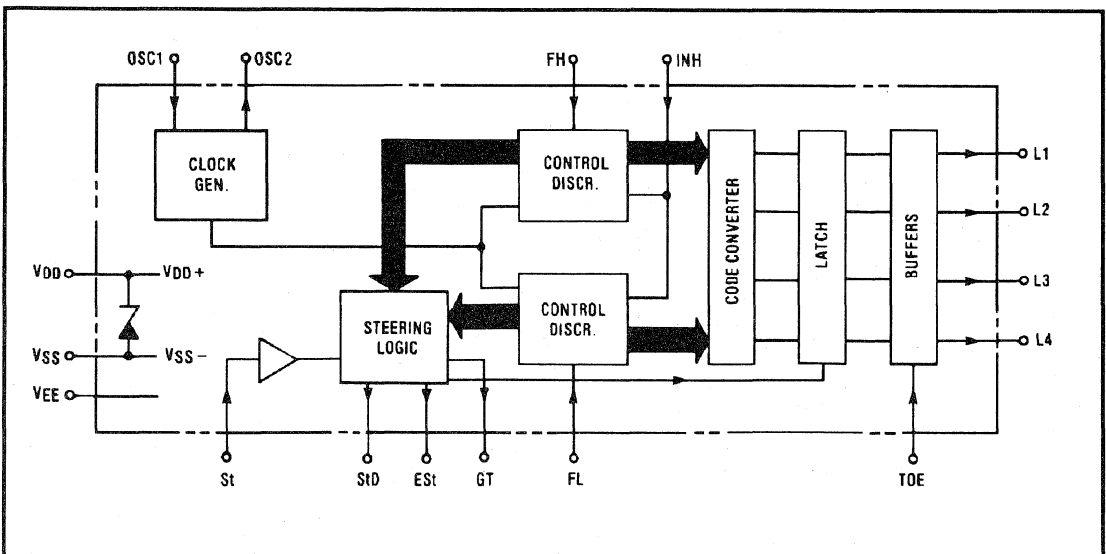 OSC1
OSC2
FH
INH
CLOCK
GEN.
CONTROL
DISCR.
CODE CONVERTER
LATCH
BUFFERS
L1
L2
L3
L4
VDD
VDD+
VSS
VSS-
VEE
STEERING
LOGIC
CONTROL
DISCR.
St
StD
ESt
GT
FL
TOE